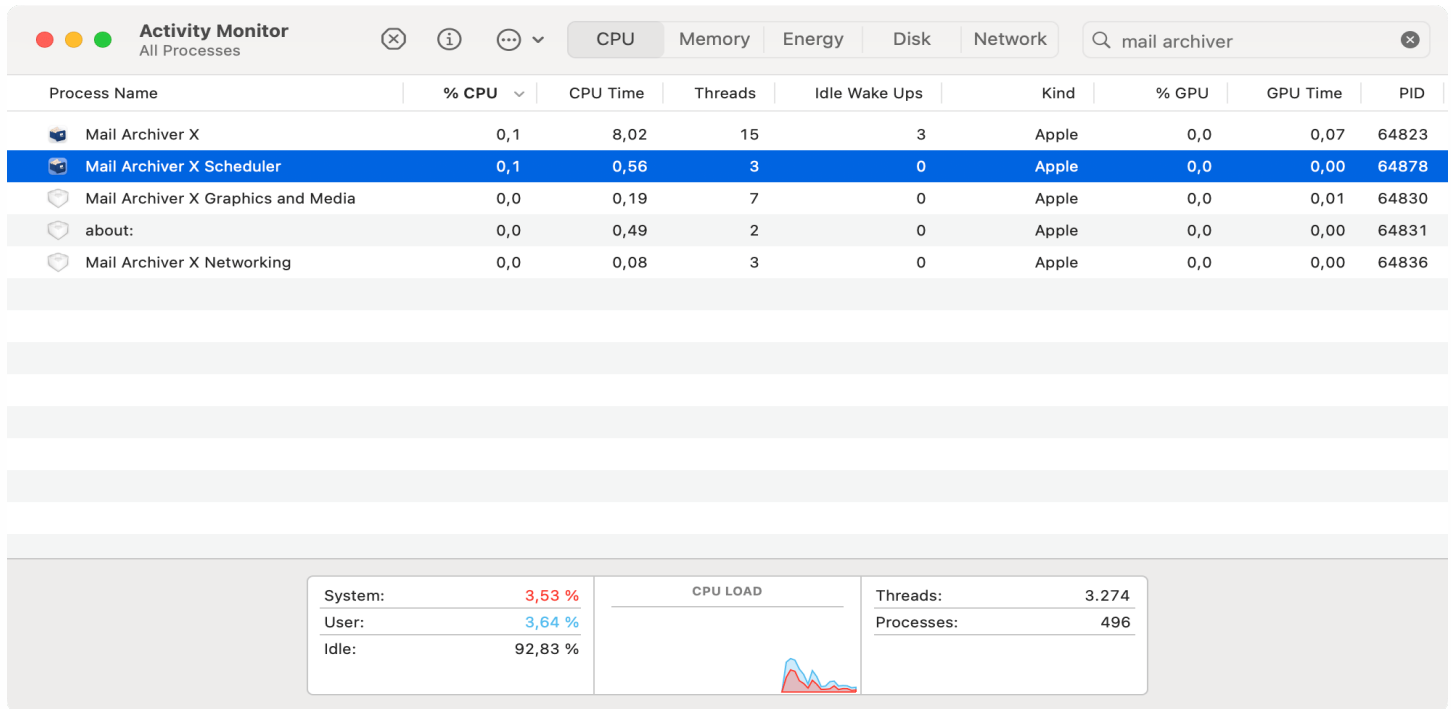 Activity Monitor
All Processes
CPU Memory Energy Disk Network mail archiver
Process Name % CPU CPU Time Threads Idle Wake Ups Kind % GPU GPU Time PID
Mail Archiver X 0,1 8,02 15 3 Apple 0,0 0,07 64823
Mail Archiver X Scheduler 0,1 0,56 3 0 Apple 0,0 0,00 64878
Mail Archiver X Graphics and Media 0,0 0,19 7 0 Apple 0,0 0,01 64830
about: 0,0 0,49 2 0 Apple 0,0 0,00 64831
Mail Archiver X Networking 0,0 0,08 3 0 Apple 0,0 0,00 64836
System: 3,53 % CPU LOAD Threads: 3.274
User: 3,64 % Processes: 496
Idle: 92,83 %